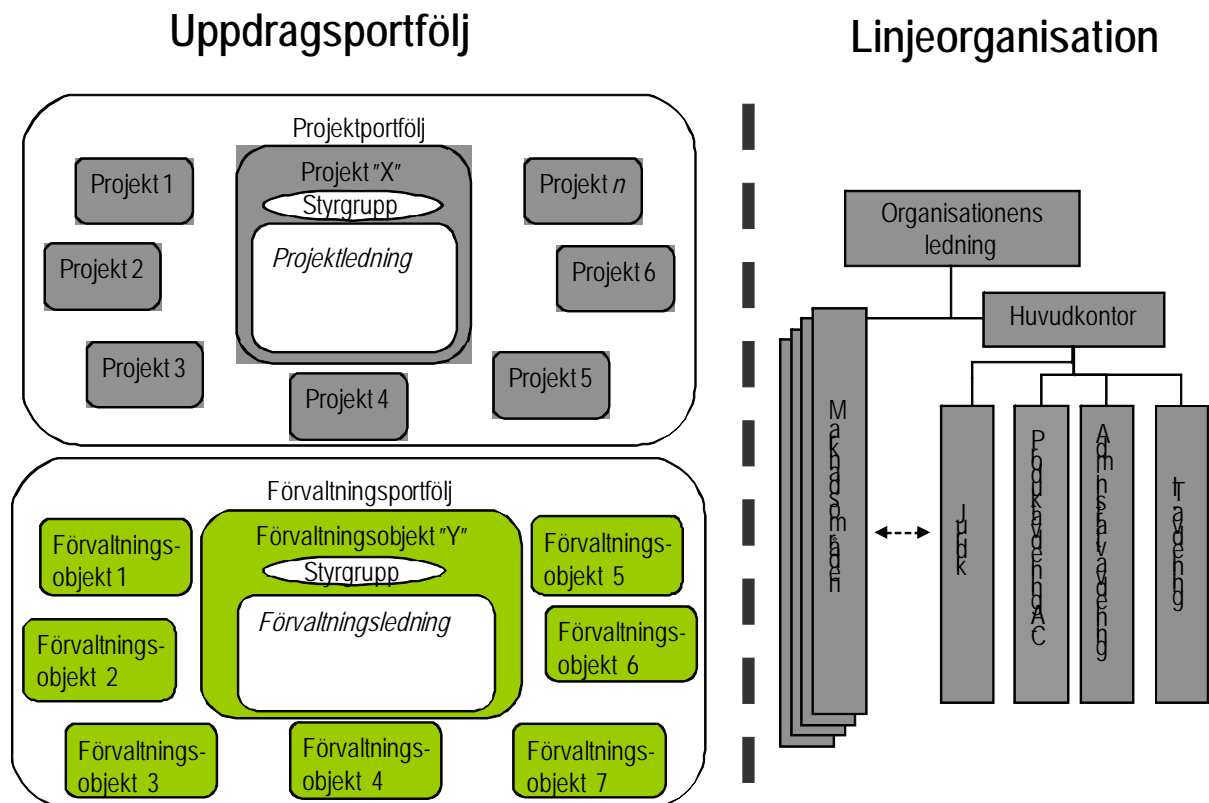 Uppdragsportfölj
Linjeorganisation
Projektportfölj
Projekt 1
Projekt "X"
Styrgrupp
Projektledning
Projekt n
Projekt 2
Projekt 6
Projekt 3
Projekt 4
Projekt 5
Organisationens
ledning
Huvudkontor
Förvaltningsportfölj
Förvaltnings-
objekt 1
Förvaltningsobjekt "Y"
Styrgrupp
Förvaltningsledning
Förvaltnings-
objekt 5
Förvaltnings-
objekt 2
Förvaltnings-
objekt 6
Förvaltnings-
objekt 3
Förvaltnings-
objekt 4
Förvaltnings-
objekt 7